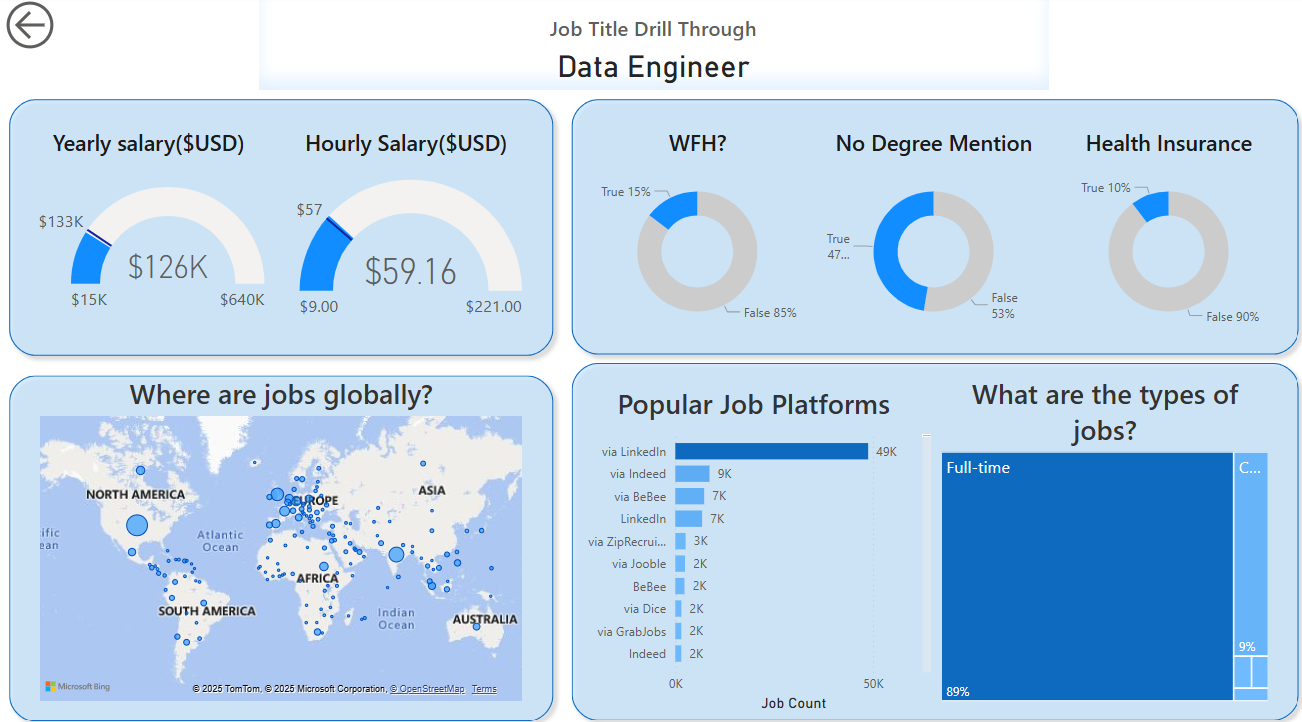 Job Title Drill Through
Data Engineer
Yearly salary($USD)
$133K
$126K
$15K
$640K
Hourly Salary($USD)
$57
$59.16
$9.00
$221.00
WFH?
True 15%
False 85%
No Degree Mention
True
47...
False
53%
Health Insurance
True 10%
False 90%
Where are jobs globally?
NORTH AMERICA
EUROPE
ASIA
ific
ean
Atlantic
Ocean
AFRICA
SOUTH AMERICA
Indian
Ocean
AUSTRALIA
Microsoft Bing
© 2025 TomTom, © 2025 Microsoft Corporation, © OpenStreetMap Terms
Popular Job Platforms
via LinkedIn 49K
via Indeed 9K
via BeBee 7K
LinkedIn 7K
via ZipRecrui... 3K
via Jooble 2K
BeBee 2K
via Dice 2K
via GrabJobs 2K
Indeed 2K
0K 50K
Job Count
What are the types of
jobs?
Full-time
C...
9%
89%